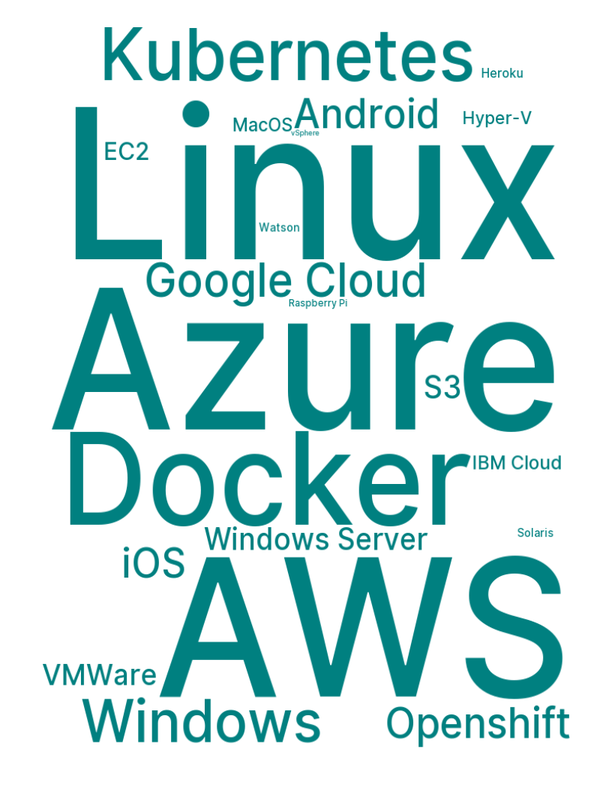 Kubernetes
Heroku
Android
MacOS
vSphere
Hyper-V
Linux
EC2
Watson
Google Cloud
Raspberry Pi
Azure
S3
Docker
IBM Cloud
Windows Server
Solaris
iOS
AWS
VMWare
Windows
Openshift